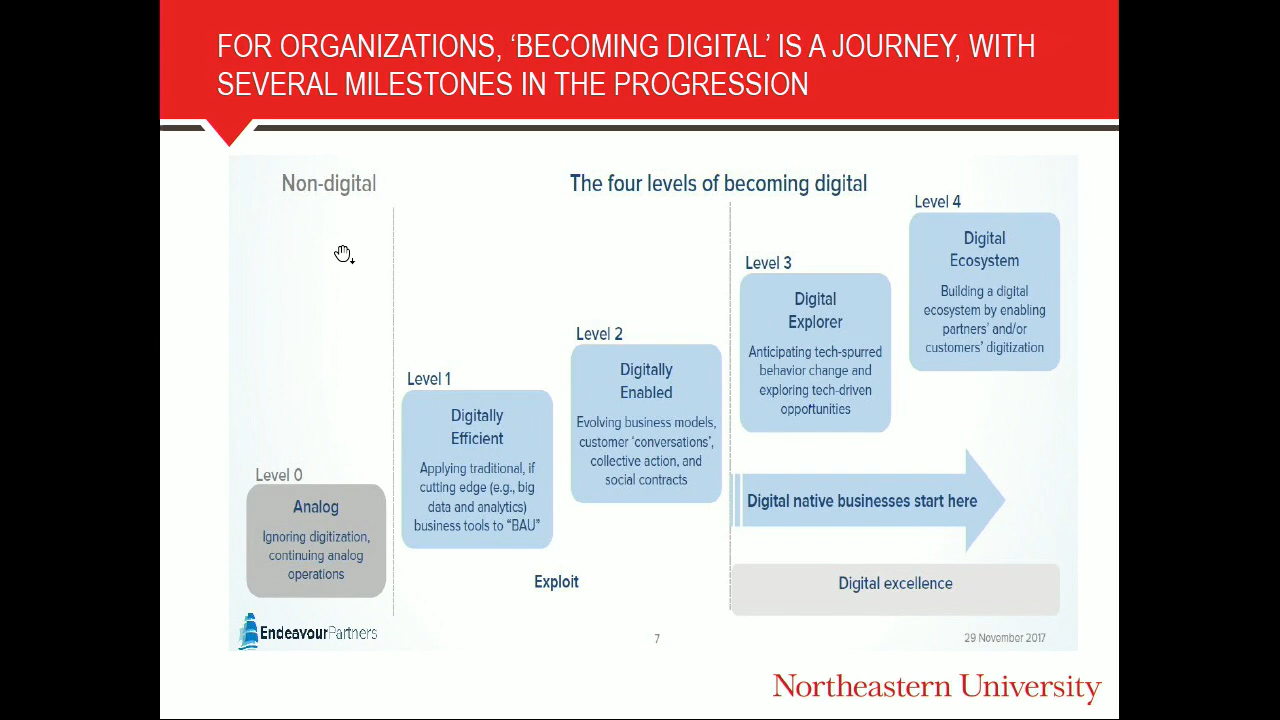 FOR ORGANIZATIONS, ‘BECOMING DIGITAL’ IS A JOURNEY, WITH
SEVERAL MILESTONES IN THE PROGRESSION
Non-digital
The four levels of becoming digital
Level 0
Analog
Ignoring digitization,
continuing analog
operations
Level 1
Digitally
Efficient
Applying traditional, if
cutting edge (e.g., big
data and analytics)
business tools to “BAU”
Level 2
Digitally
Enabled
Evolving business models,
customer ‘conversations’,
collective action, and
social contracts
Level 3
Digital
Explorer
Anticipating tech-spurred
behavior change and
exploring tech-driven
opportunities
Level 4
Digital
Ecosystem
Building a digital
ecosystem by enabling
partners’ and/or
customers’ digitization
Digital native businesses start here
Exploit
Digital excellence
EndeavourPartners
7
29 November 2017
Northeastern University